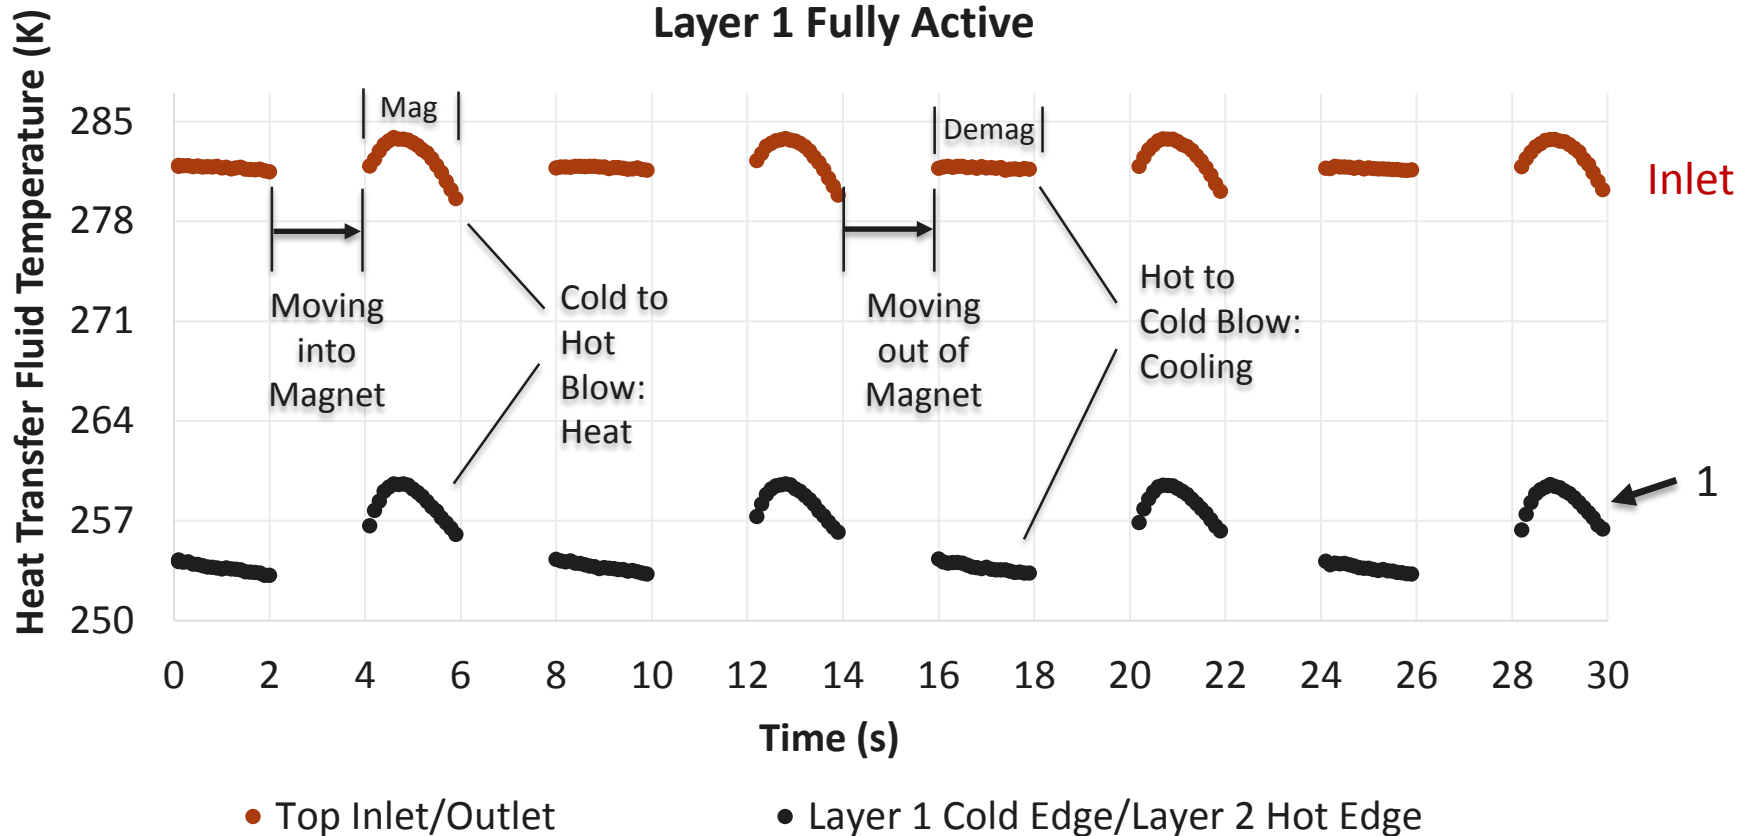 Layer 1 Fully Active
Heat Transfer Fluid Temperature (K)
285
278
271
264
257
250
Mag
Demag
Inlet
Moving
into
Magnet
Cold to
Hot
Blow:
Heat
Moving
out of
Magnet
Hot to
Cold Blow:
Cooling
1
0 2 4 6 8 10 12 14 16 18 20 22 24 26 28 30
Time (s)
Top Inlet/Outlet
Layer 1 Cold Edge/Layer 2 Hot Edge